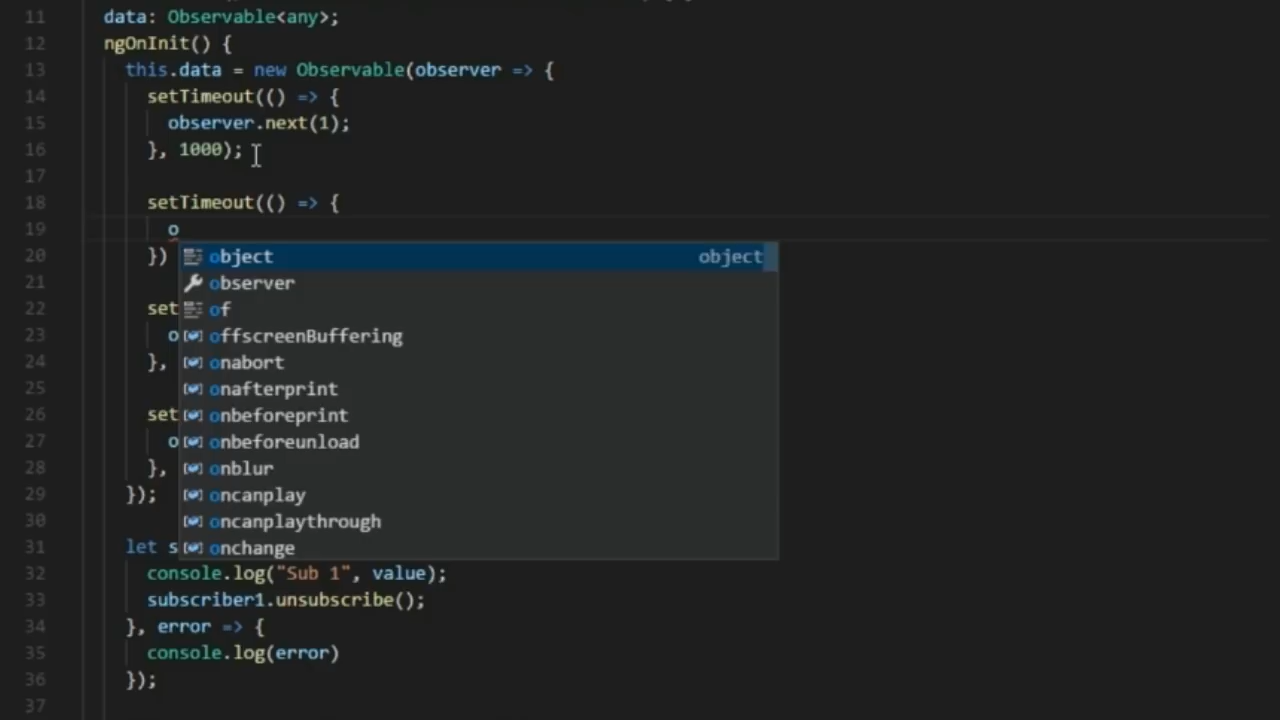 11 data: Observable<any>;
12 ngOnInit() {
13 this.data = new Observable(observer => {
14 setTimeout(() => {
15 observer.next(1);
16 }, 1000);
17
18 setTimeout(() => {
19 o
object object
20 })
observer
21
22 set
of
23 o
offscreenBuffering
24 },
onabort
25
onafterprint
26 set
onbeforeprint
27 o
onbeforeunload
28 },
onblur
29 });
oncanplay
30
oncanplaythrough
31 let s
onchange
32 console.log("Sub 1", value);
33 subscriber1.unsubscribe();
34 }, error => {
35 console.log(error)
36 });
37